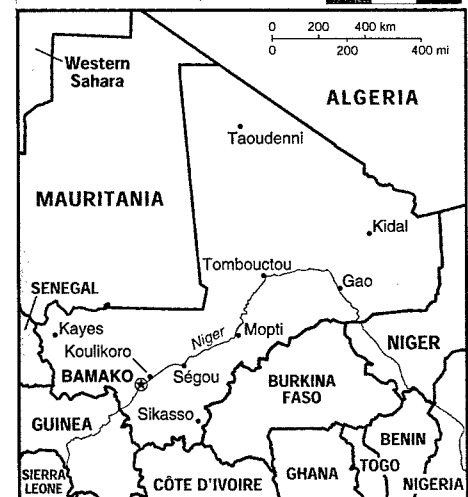 0 200 400 km
0 200 400 mi
Western
Sahara
ALGERIA
Taoudenni
MAURITANIA
Kidal
Tombouctou
Gao
SENEGAL
Kayes
Niger
Mopti
NIGER
Koulikoro
BAMAKO
Ségou
BURKINA
FASO
Sikasso
GUINEA
BENIN
SIERRA
LEONE
CÔTE D'IVOIRE
GHANA
TOGO
NIGERIA